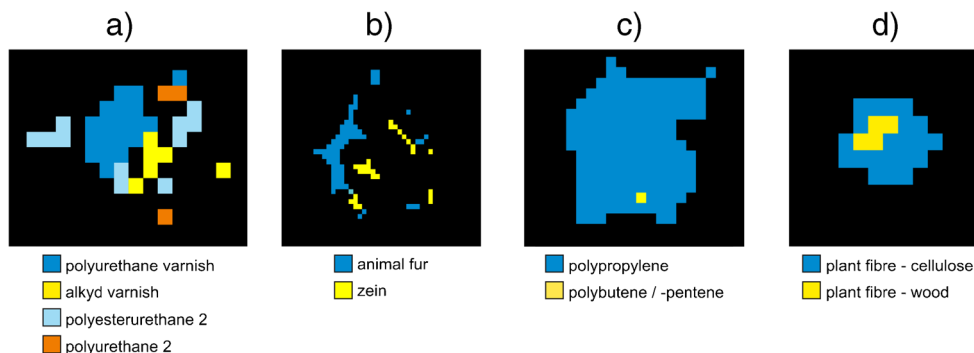 a)
b)
c)
d)
polyurethane varnish
alkyd varnish
polyesterurethane 2
polyurethane 2
animal fur
zein
polypropylene
polybutene / -pentene
plant fibre - cellulose
plant fibre - wood